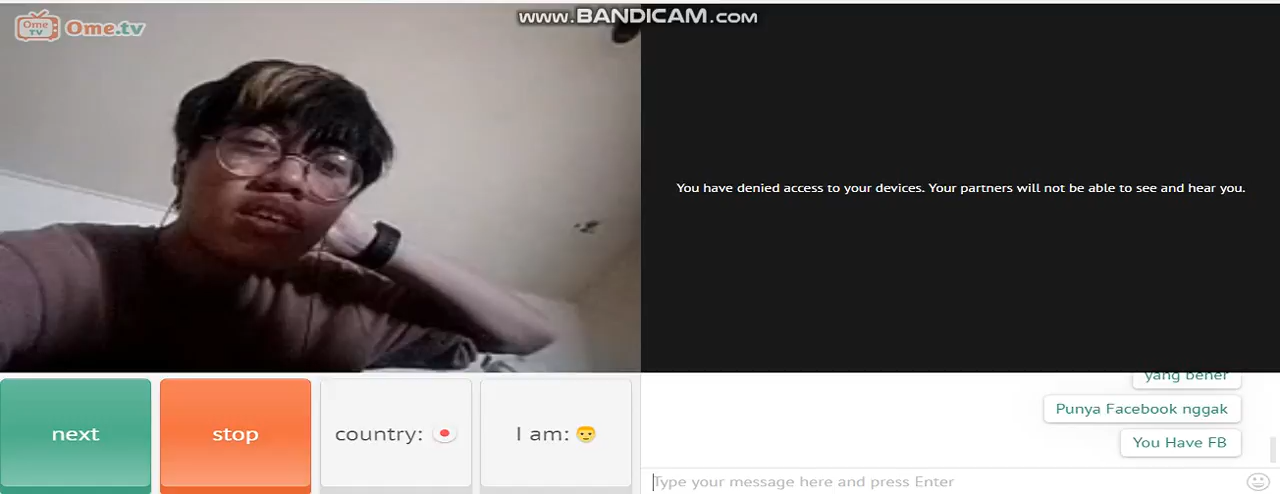 Ome TV Ome.tv
www.BANDICAM.com
You have denied access to your devices. Your partners will not be able to see and hear you.
yang bener
Punya Facebook nggak
You Have FB
next
stop
country:
I am:
Type your message here and press Enter